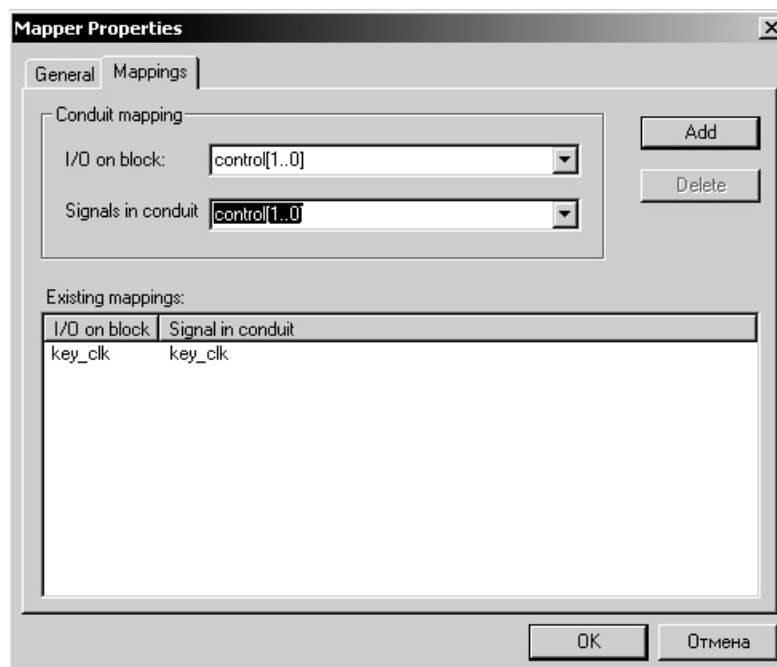 Mapper Properties
General Mappings
Conduit mapping
I/O on block: control[1..0]
Add
Signals in conduit control[1..0]
Delete
Existing mappings:
I/O on block Signal in conduit
key_clk key_clk
OK Отмена